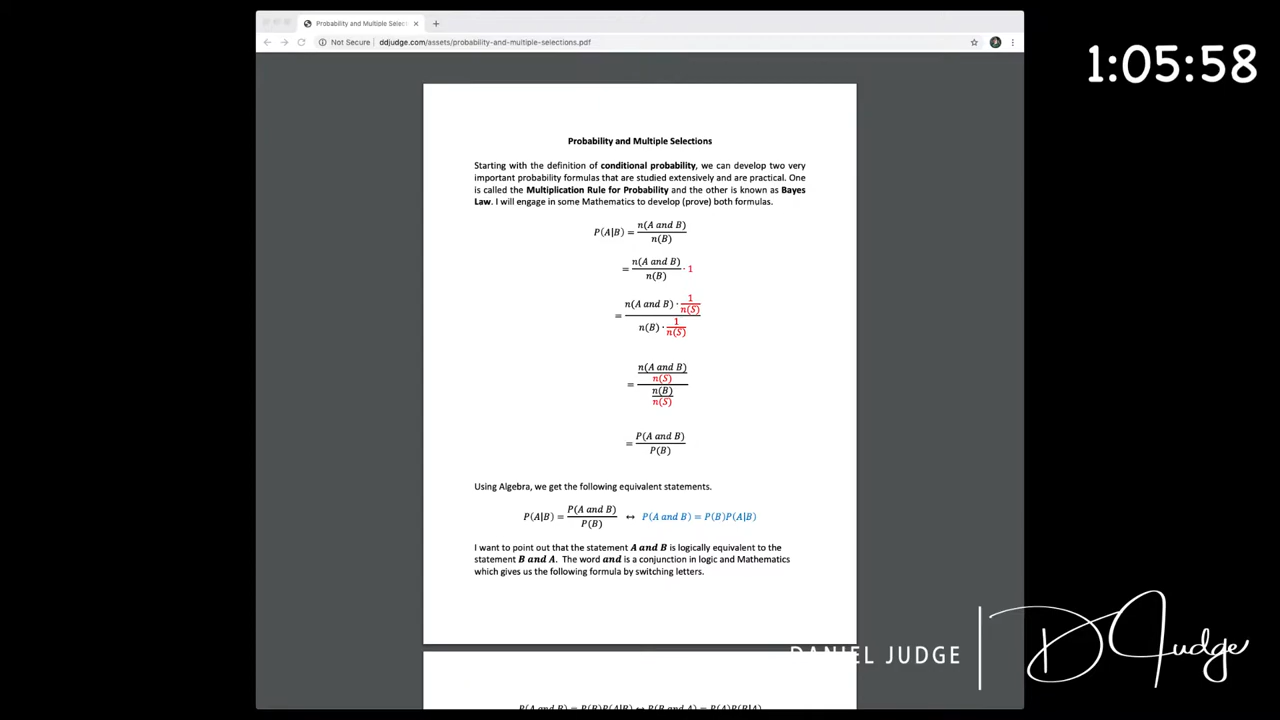 Probability and Multiple Selec
Not Secure | ddjudge.com/assets/probability-and-multiple-selections.pdf
1:05:58
Probability and Multiple Selections
Starting with the definition of conditional probability, we can develop two very
important probability formulas that are studied extensively and are practical. One
is called the Multiplication Rule for Probability and the other is known as Bayes
Law. I will engage in some Mathematics to develop (prove) both formulas.
P(A|B) = n(A and B) / n(B)
= n(A and B) / n(B) · 1
= n(A and B) · 1/n(S) / n(B) · 1/n(S)
= n(A and B)/n(S) / n(B)/n(S)
= P(A and B) / P(B)
Using Algebra, we get the following equivalent statements.
P(A|B) = P(A and B) / P(B) ↔ P(A and B) = P(B)P(A|B)
I want to point out that the statement A and B is logically equivalent to the
statement B and A. The word and is a conjunction in logic and Mathematics
which gives us the following formula by switching letters.
P(A and B) = P(B)P(A|B) ↔ P(B and A) = P(A)P(B|A)
DANIEL JUDGE
D Judge